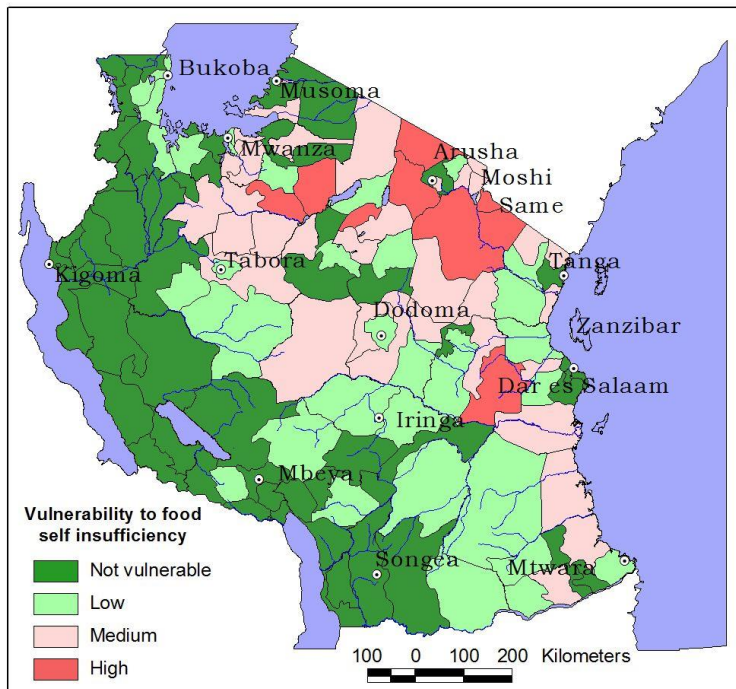 Bukoba
Musoma
Mwanza
Arusha
Moshi
Same
Kigoma
Tabora
Tanga
Dodoma
Zanzibar
Dar es Salaam
Iringa
Mbeya
Songea
Mtwara
Vulnerability to food
self insufficiency
Not vulnerable
Low
Medium
High
100 0 100 200 Kilometers